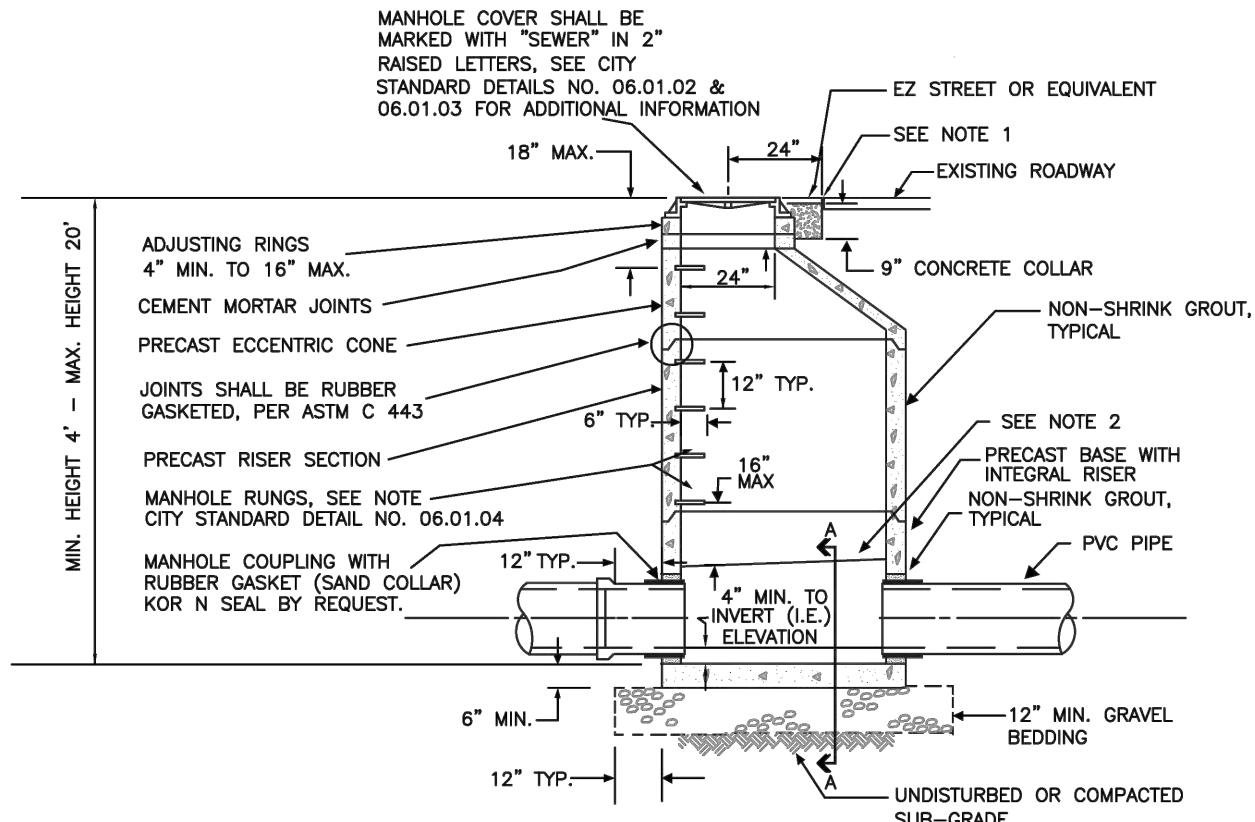 MANHOLE COVER SHALL BE
MARKED WITH "SEWER" IN 2"
RAISED LETTERS, SEE CITY
STANDARD DETAILS NO. 06.01.02 &
06.01.03 FOR ADDITIONAL INFORMATION
EZ STREET OR EQUIVALENT
18" MAX.
24"
SEE NOTE 1
EXISTING ROADWAY
MIN. HEIGHT 4' – MAX. HEIGHT 20'
ADJUSTING RINGS
4" MIN. TO 16" MAX.
24"
9" CONCRETE COLLAR
CEMENT MORTAR JOINTS
NON–SHRINK GROUT,
TYPICAL
PRECAST ECCENTRIC CONE
JOINTS SHALL BE RUBBER
GASKETED, PER ASTM C 443
12" TYP.
6" TYP.
SEE NOTE 2
PRECAST RISER SECTION
16"
MAX
PRECAST BASE WITH
INTEGRAL RISER
MANHOLE RUNGS, SEE NOTE
CITY STANDARD DETAIL NO. 06.01.04
NON–SHRINK GROUT,
TYPICAL
A
PVC PIPE
MANHOLE COUPLING WITH
RUBBER GASKET (SAND COLLAR)
KOR N SEAL BY REQUEST.
12" TYP.
4" MIN. TO
INVERT (I.E.)
ELEVATION
6" MIN.
12" MIN. GRAVEL
BEDDING
12" TYP.
A
UNDISTURBED OR COMPACTED
SUB–GRADE